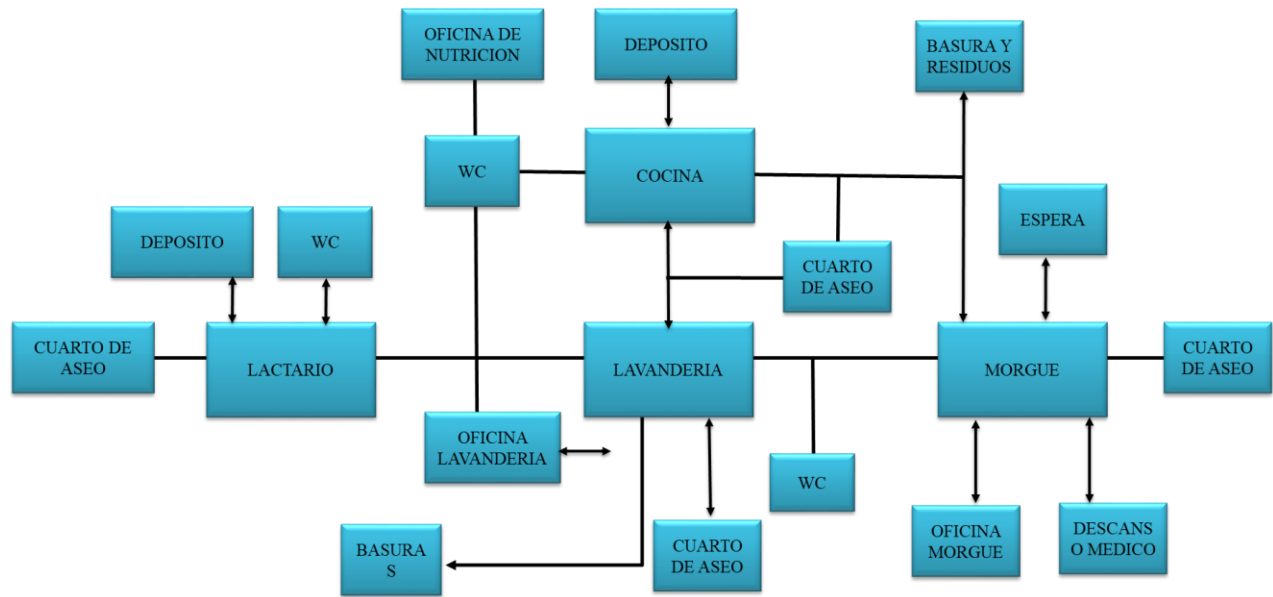 OFICINA DE
NUTRICION
DEPOSITO
BASURA Y
RESIDUOS
WC
COCINA
DEPOSITO
WC
ESPERA
CUARTO
DE ASEO
CUARTO DE
ASEO
LACTARIO
LAVANDERIA
MORGUE
CUARTO
DE ASEO
OFICINA
LAVANDERIA
WC
BASURA
S
CUARTO
DE ASEO
OFICINA
MORGUE
DESCANS
O MEDICO